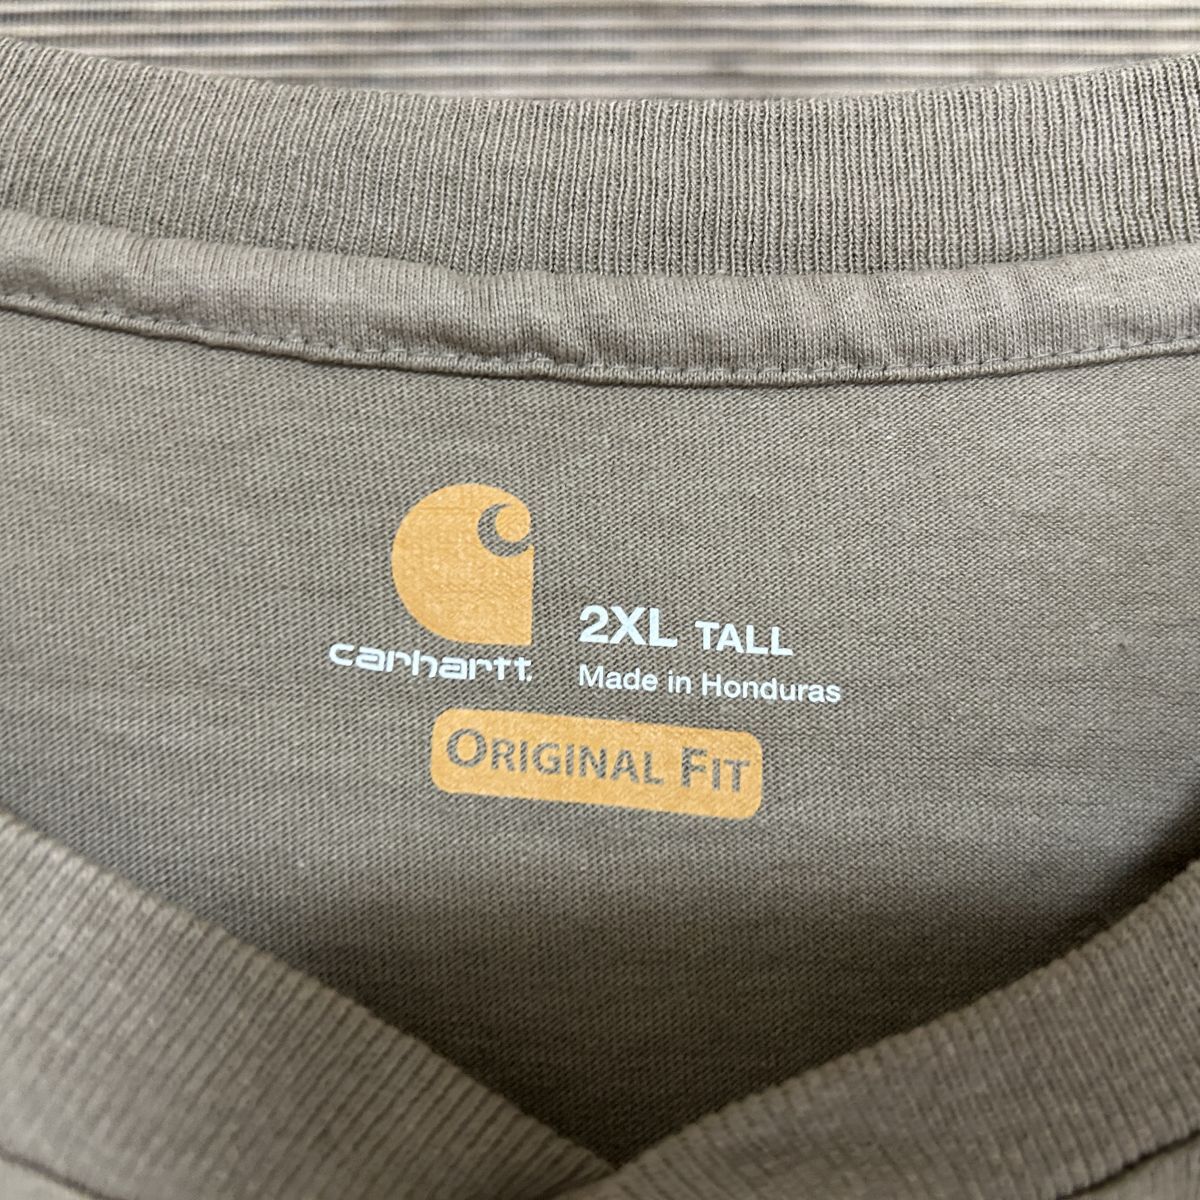 carhartt.
2XL TALL
Made in Honduras
ORIGINAL FIT